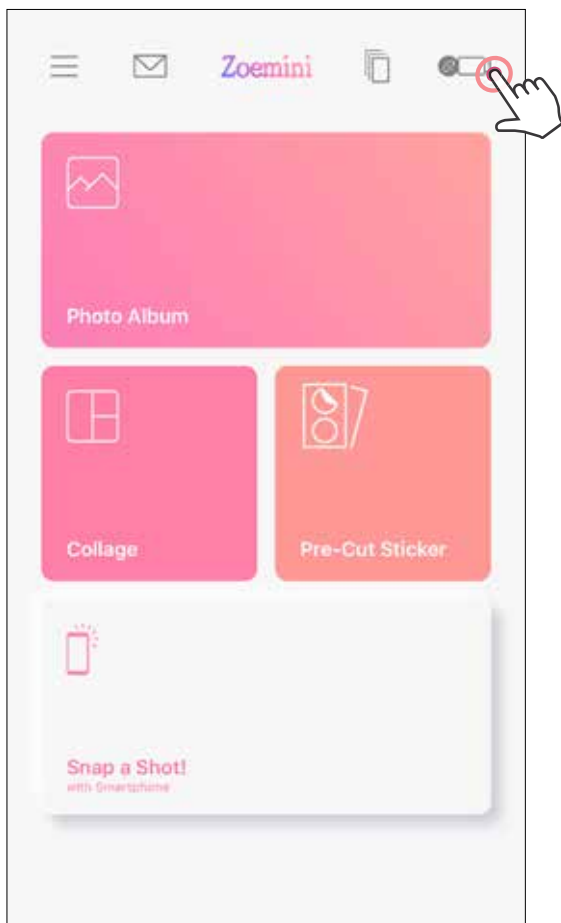 Zoemini
Photo Album
Collage
Pre-Cut Sticker
Snap a Shot!
with Smartphone